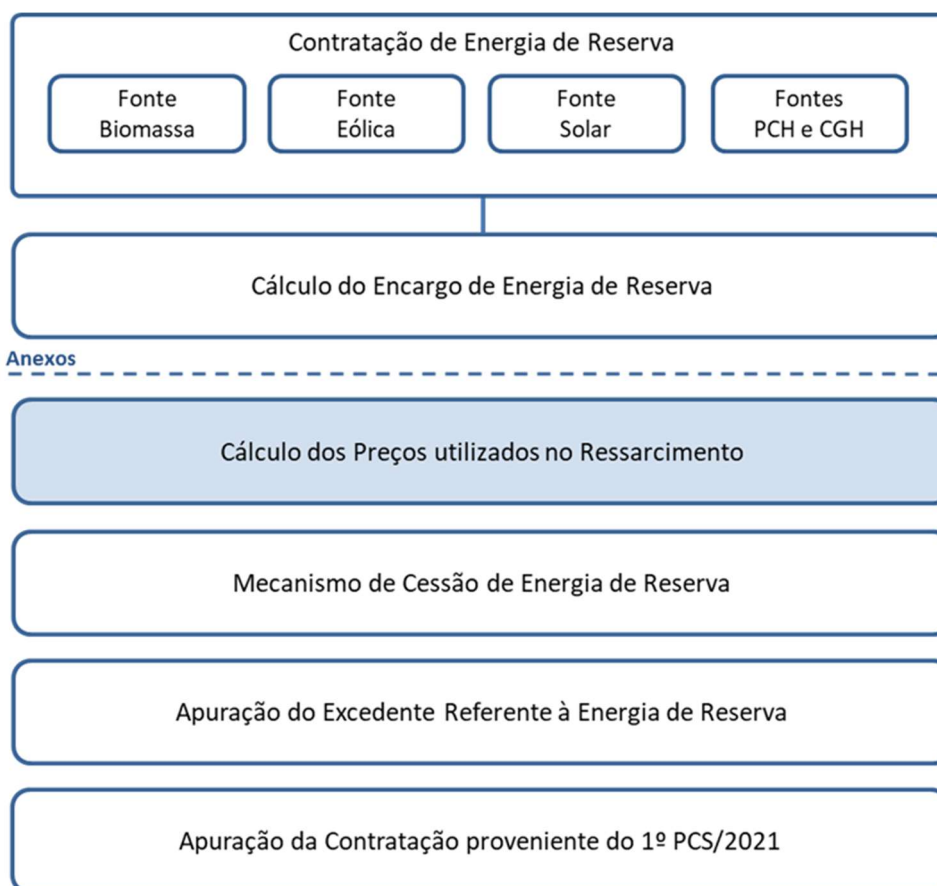 Contratação de Energia de Reserva
Fonte
Biomassa
Fonte
Eólica
Fonte
Solar
Fontes
PCH e CGH
Cálculo do Encargo de Energia de Reserva
Anexos
Cálculo dos Preços utilizados no Ressarcimento
Mecanismo de Cessão de Energia de Reserva
Apuração do Excedente Referente à Energia de Reserva
Apuração da Contratação proveniente do 1º PCS/2021